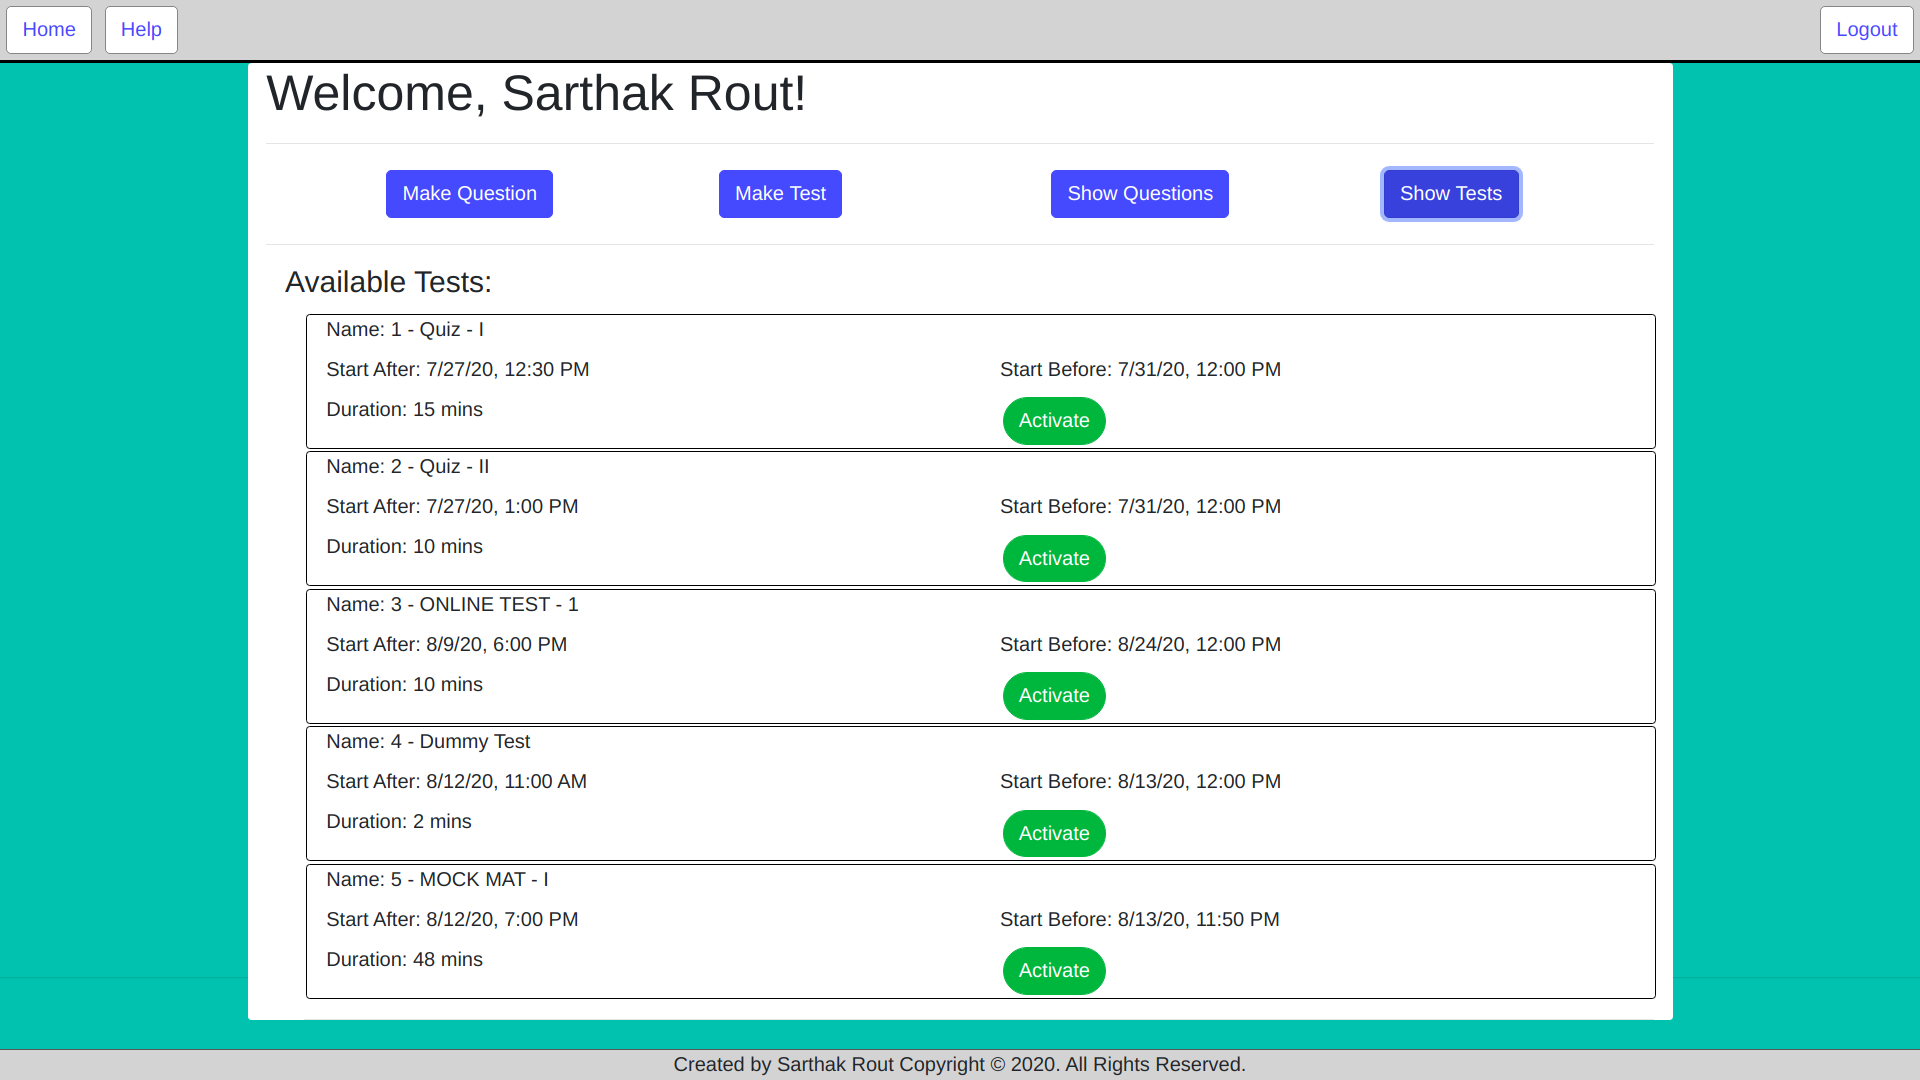 Home Help Logout
Welcome, Sarthak Rout!
Make Question Make Test Show Questions Show Tests
Available Tests:
Name: 1 - Quiz - I
Start After: 7/27/20, 12:30 PM Start Before: 7/31/20, 12:00 PM
Duration: 15 mins Activate
Name: 2 - Quiz - II
Start After: 7/27/20, 1:00 PM Start Before: 7/31/20, 12:00 PM
Duration: 10 mins Activate
Name: 3 - ONLINE TEST - 1
Start After: 8/9/20, 6:00 PM Start Before: 8/24/20, 12:00 PM
Duration: 10 mins Activate
Name: 4 - Dummy Test
Start After: 8/12/20, 11:00 AM Start Before: 8/13/20, 12:00 PM
Duration: 2 mins Activate
Name: 5 - MOCK MAT - I
Start After: 8/12/20, 7:00 PM Start Before: 8/13/20, 11:50 PM
Duration: 48 mins Activate
Created by Sarthak Rout Copyright © 2020. All Rights Reserved.